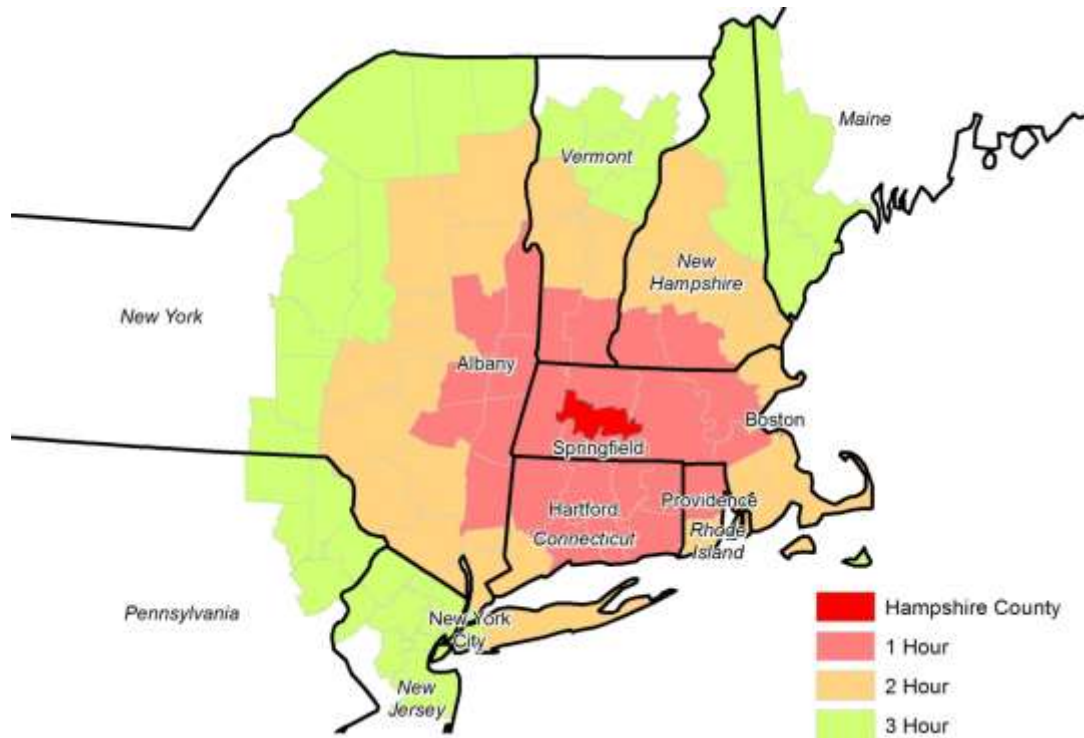 Maine
Vermont
New
Hampshire
New York
Albany
Boston
Springfield
Providence
Hartford
Connecticut
Rhode
Island
Pennsylvania
New York
City
New
Jersey
Hampshire County
1 Hour
2 Hour
3 Hour